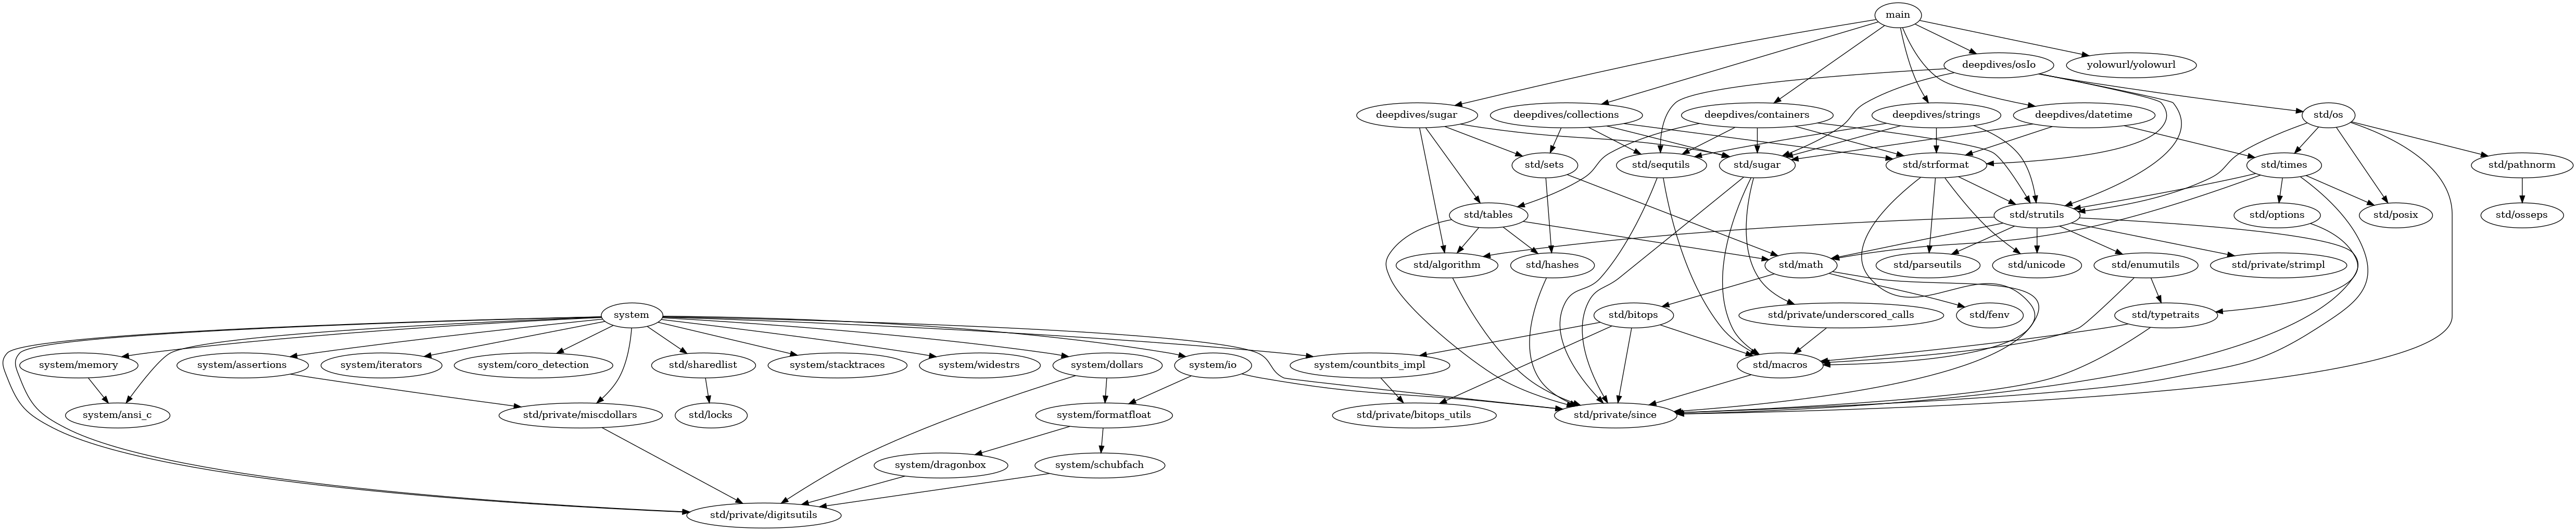 main
deepdives/oslo
yolowurl/yolowurl
deepdives/sugar
deepdives/collections
deepdives/containers
deepdives/strings
deepdives/datetime
std/os
std/sets
std/sequtils
std/sugar
std/strformat
std/times
std/pathnorm
std/tables
std/strutils
std/options
std/posix
std/osseps
std/algorithm
std/hashes
std/math
std/parseutils
std/unicode
std/enumutils
std/private/strimpl
system
std/bitops
std/private/underscored_calls
std/fenv
std/typetraits
system/memory
system/assertions
system/iterators
system/coro_detection
std/sharedlist
system/stacktraces
system/widestrs
system/dollars
system/io
system/countbits_impl
std/macros
system/ansi_c
std/private/miscdollars
std/locks
system/formatfloat
std/private/bitops_utils
std/private/since
system/dragonbox
system/schubfach
std/private/digitsutils